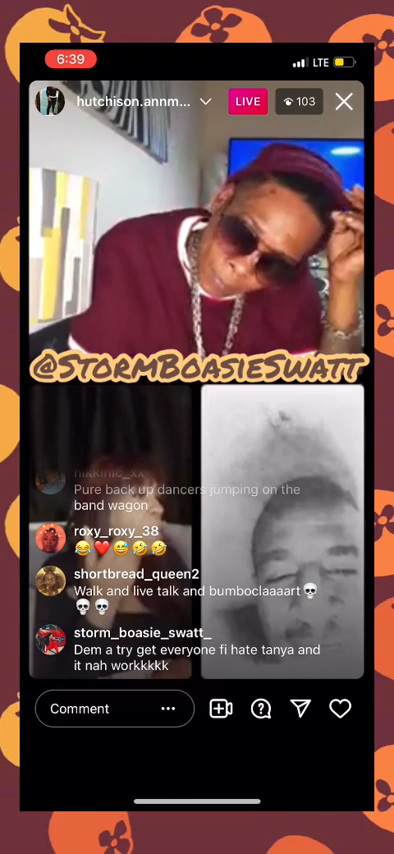 6:39
LTE
hutchison.annm...
LIVE
103
@StormBoasieSwatt
nikkinic_xx
Pure back up dancers jumping on the
band wagon
roxy_roxy_38
😂❤️😅🤣🤣
shortbread_queen2
Walk and live talk and bumboclaaaart💀
💀💀
storm_boasie_swatt_
Dem a try get everyone fi hate tanya and
it nah workkkkk
Comment